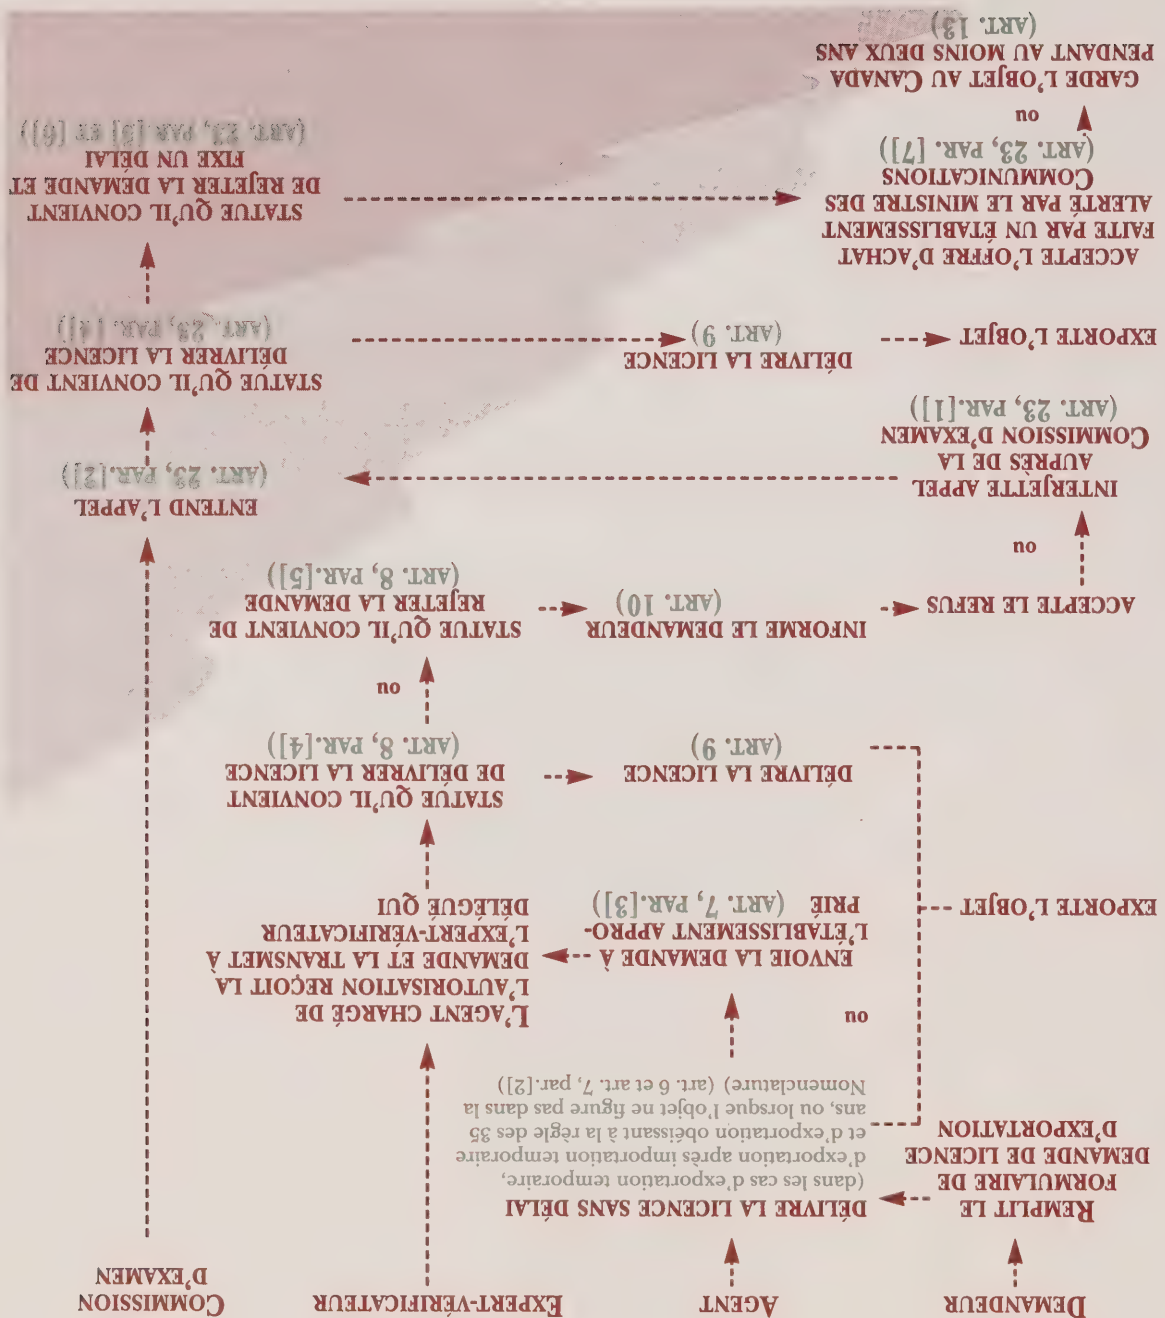 DEMANDEUR
AGENT
EXPERT-VÉRIFICATEUR
COMMISSION
D'EXAMEN
REMPLIT LE
FORMULAIRE DE
DEMANDE DE LICENCE
D'EXPORTATION
DÉLIVRE LA LICENCE SANS DÉLAI
(dans les cas d'exportation temporaire,
d'exportation après importation temporaire
et d'exportation obéissant à la règle des 35
ans, ou lorsque l'objet ne figure pas dans la
Nomenclature) (art. 6 et art. 7, par.[2])
ou
EXPORTE L'OBJET
ENVOIE LA DEMANDE À
L'ÉTABLISSEMENT APPRO-
PRIÉ (ART. 7, PAR.[3])
L'AGENT CHARGÉ DE
L'AUTORISATION REÇOIT LA
DEMANDE ET LA TRANSMET À
L'EXPERT-VÉRIFICATEUR
DÉLÉGUÉ QUI
DÉLIVRE LA LICENCE
(ART. 9)
STATUE QU'IL CONVIENT
DE DÉLIVRER LA LICENCE
(ART. 8, PAR.[4])
ou
ACCEPTE LE REFUS
INFORME LE DEMANDEUR
(ART. 10)
STATUE QU'IL CONVIENT DE
REJETER LA DEMANDE
(ART. 8, PAR.[5])
ou
INTERJETTE APPEL
AUPRÈS DE LA
COMMISSION D'EXAMEN
(ART. 23, PAR.[1])
ENTEND L'APPEL
(ART. 23, PAR.[2])
EXPORTE L'OBJET
DÉLIVRE LA LICENCE
(ART. 9)
STATUE QU'IL CONVIENT DE
DÉLIVRER LA LICENCE
(ART. 23, PAR. [4])
ACCEPTE L'OFFRE D'ACHAT
FAITE PAR UN ÉTABLISSEMENT
ALERTÉ PAR LE MINISTRE DES
COMMUNICATIONS
(ART. 23, PAR. [7])
STATUE QU'IL CONVIENT
DE REJETER LA DEMANDE ET
FIXE UN DÉLAI
(ART. 23, PAR [5] ET [6])
ou
GARDE L'OBJET AU CANADA
PENDANT AU MOINS DEUX ANS
(ART. 13)